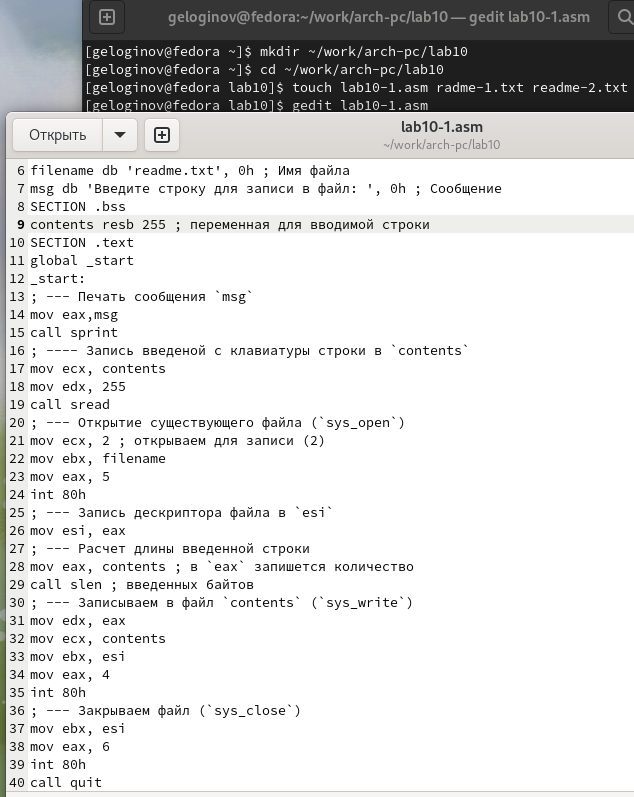 geloginov@fedora:~/work/arch-pc/lab10 — gedit lab10-1.asm
[geloginov@fedora ~]$ mkdir ~/work/arch-pc/lab10
[geloginov@fedora ~]$ cd ~/work/arch-pc/lab10
[geloginov@fedora lab10]$ touch lab10-1.asm radme-1.txt readme-2.txt
[geloginov@fedora lab10]$ gedit lab10-1.asm
Открыть
lab10-1.asm
~/work/arch-pc/lab10
6 filename db 'readme.txt', 0h ; Имя файла
7 msg db 'Введите строку для записи в файл: ', 0h ; Сообщение
8 SECTION .bss
9 contents resb 255 ; переменная для вводимой строки
10 SECTION .text
11 global _start
12 _start:
13 ; --- Печать сообщения `msg`
14 mov eax,msg
15 call sprint
16 ; ---- Запись введеной с клавиатуры строки в `contents`
17 mov ecx, contents
18 mov edx, 255
19 call sread
20 ; --- Открытие существующего файла (`sys_open`)
21 mov ecx, 2 ; открываем для записи (2)
22 mov ebx, filename
23 mov eax, 5
24 int 80h
25 ; --- Запись дескриптора файла в `esi`
26 mov esi, eax
27 ; --- Расчет длины введенной строки
28 mov eax, contents ; в `eax` запишется количество
29 call slen ; введенных байтов
30 ; --- Записываем в файл `contents` (`sys_write`)
31 mov edx, eax
32 mov ecx, contents
33 mov ebx, esi
34 mov eax, 4
35 int 80h
36 ; --- Закрываем файл (`sys_close`)
37 mov ebx, esi
38 mov eax, 6
39 int 80h
40 call quit